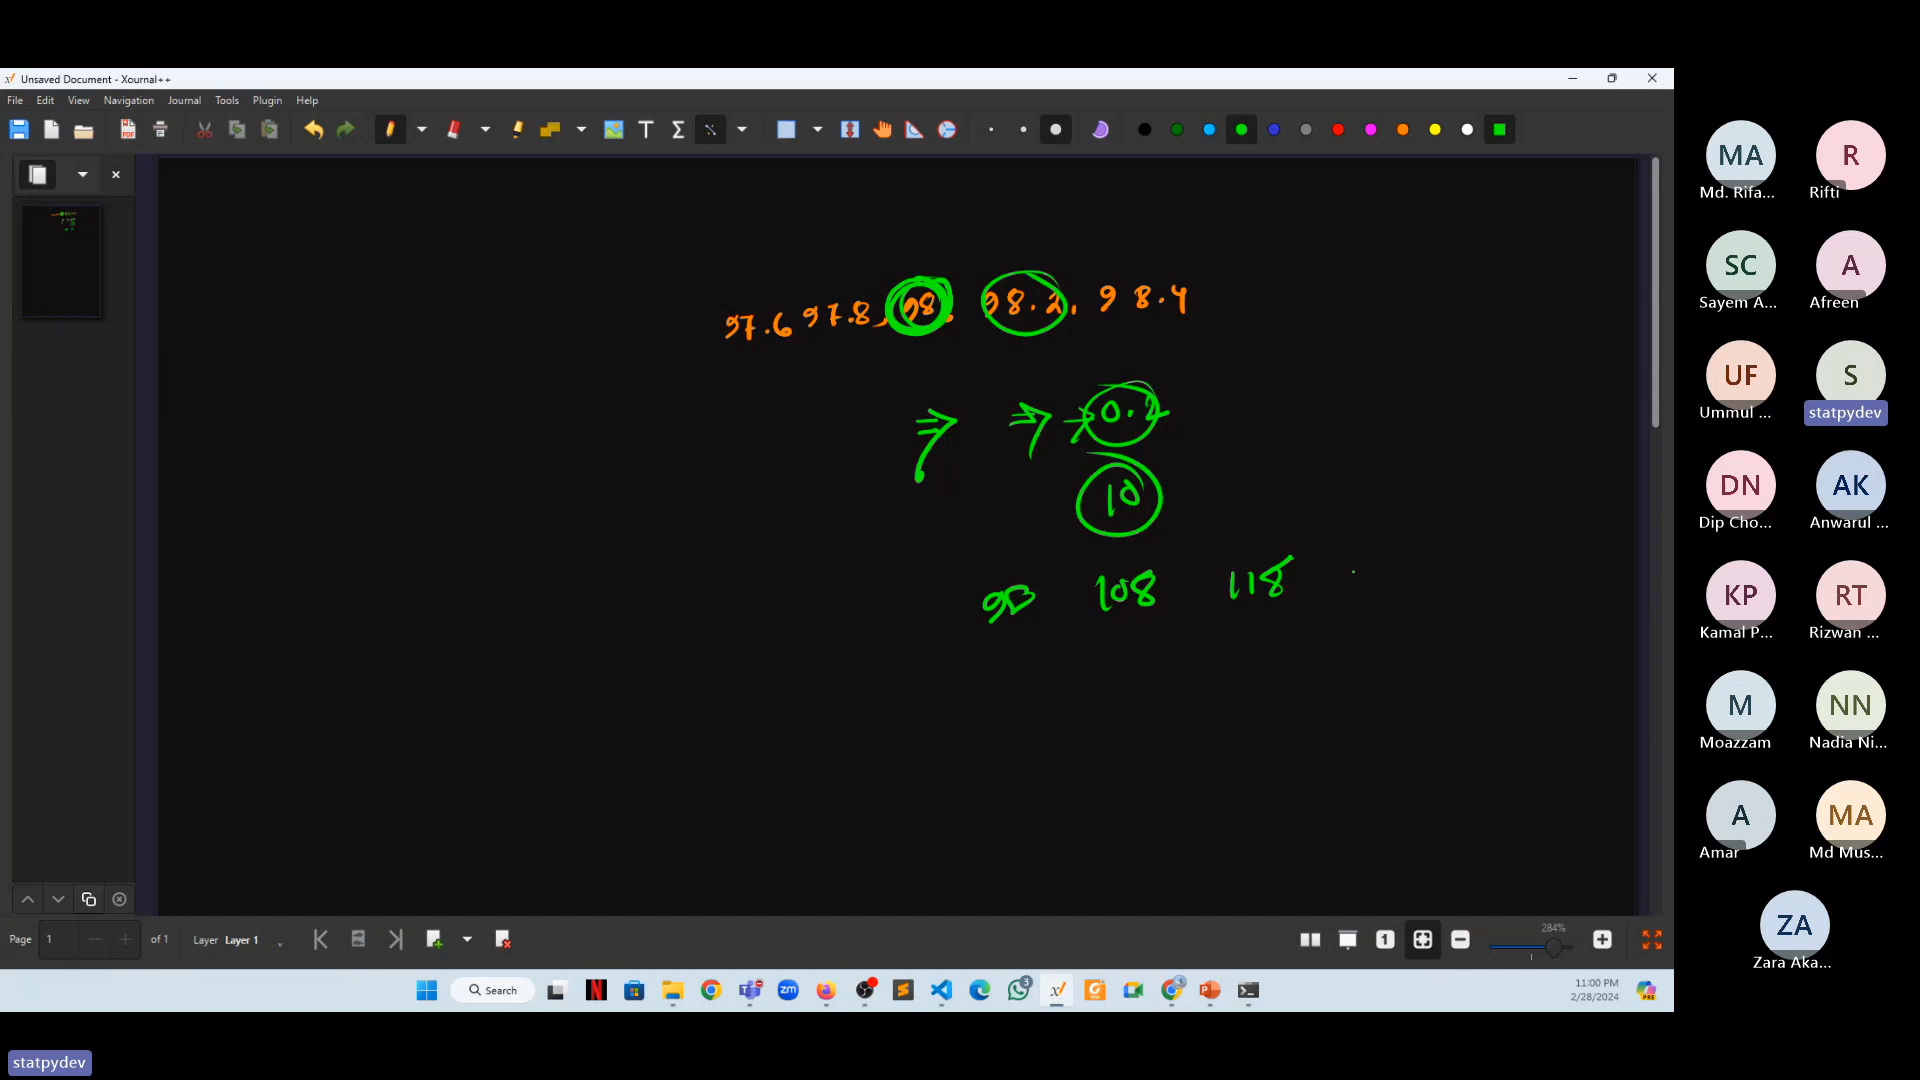 Unsaved Document - Xournal++
File Edit View Navigation Journal Tools Plugin Help
97.6 97.8, 98, 98.2, 98.4
0.2
10
98 108 118
Page 1 of 1 Layer Layer 1
284%
Search
11:00 PM
2/28/2024
MA R
Md. Rifa... Rifti
SC A
Sayem A... Afreen
UF S
Ummul ... statpydev
DN AK
Dip Cho... Anwarul ...
KP RT
Kamal P... Rizwan ...
M NN
Moazzam Nadia Ni...
A MA
Amar Md Mus...
ZA
Zara Aka...
statpydev